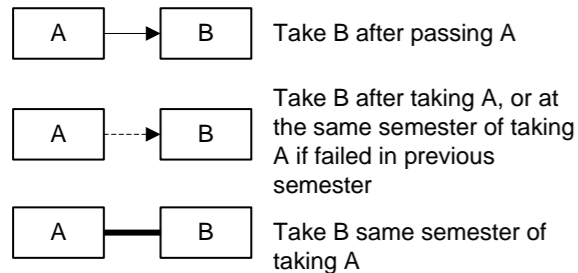 A B Take B after passing A
Take B after taking A, or at
A B the same semester of taking
A if failed in previous
semester
A B Take B same semester of
taking A